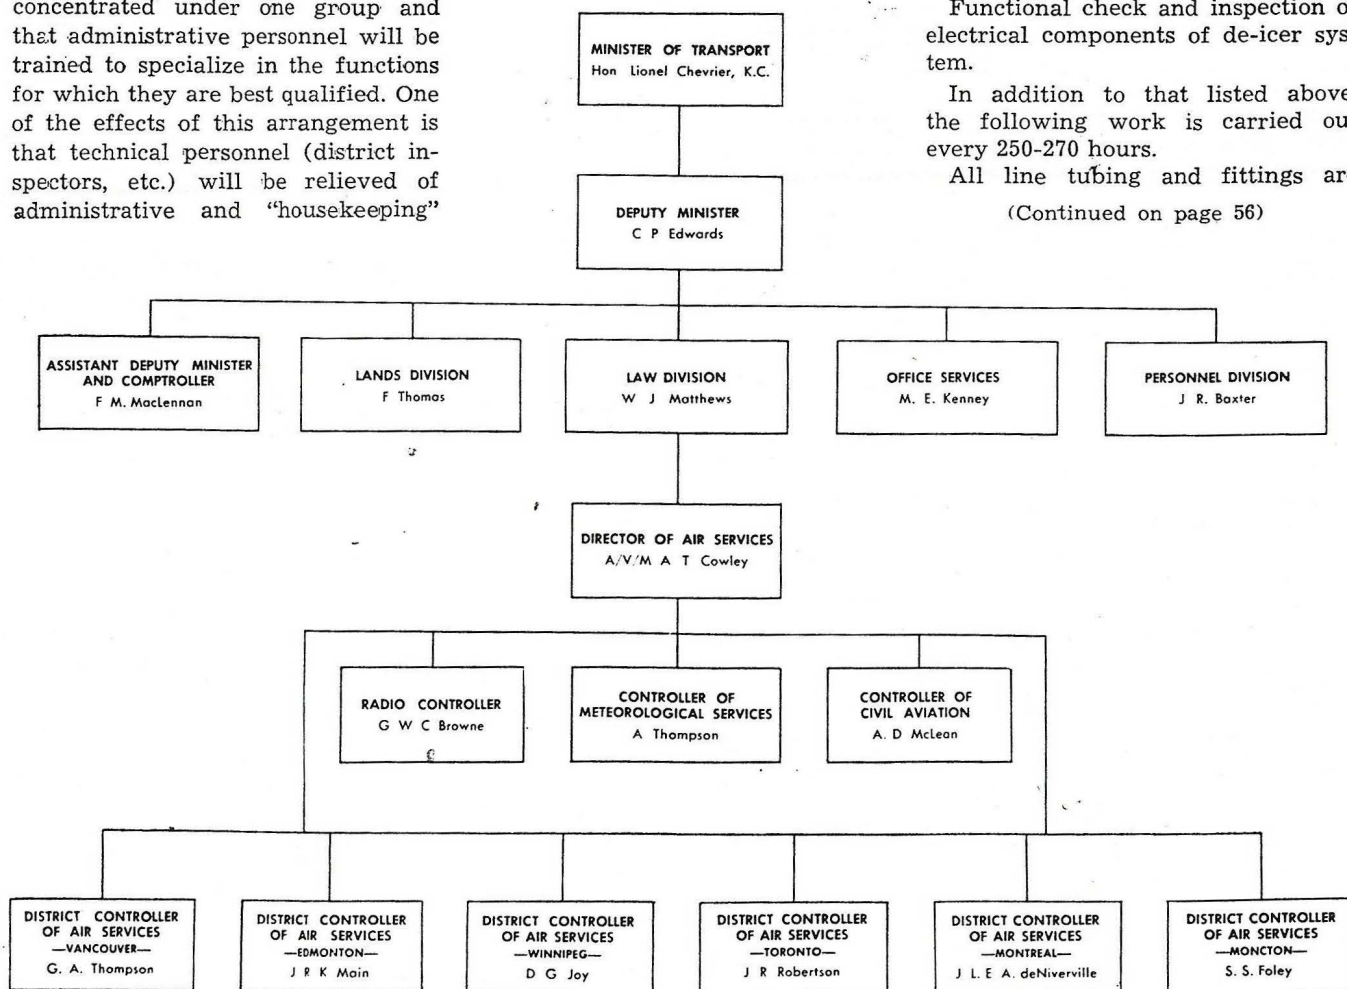 concentrated under one group and
that administrative personnel will be
trained to specialize in the functions
for which they are best qualified. One
of the effects of this arrangement is
that technical personnel (district in-
spectors, etc.) will be relieved of
administrative and "housekeeping"
Functional check and inspection o
electrical components of de-icer sys
tem.
In addition to that listed above
the following work is carried ou
every 250-270 hours.
All line tubing and fittings ar
(Continued on page 56)
MINISTER OF TRANSPORT
Hon Lionel Chevrier, K.C.
DEPUTY MINISTER
C P Edwards
ASSISTANT DEPUTY MINISTER
AND COMPTROLLER
F M. MacLennan
LANDS DIVISION
F Thomas
LAW DIVISION
W J Matthews
OFFICE SERVICES
M. E. Kenney
PERSONNEL DIVISION
J R. Baxter
DIRECTOR OF AIR SERVICES
A/V/M A T Cowley
RADIO CONTROLLER
G W C Browne
CONTROLLER OF
METEOROLOGICAL SERVICES
A Thompson
CONTROLLER OF
CIVIL AVIATION
A. D McLean
DISTRICT CONTROLLER
OF AIR SERVICES
—VANCOUVER—
G. A. Thompson
DISTRICT CONTROLLER
OF AIR SERVICES
—EDMONTON—
J R K Main
DISTRICT CONTROLLER
OF AIR SERVICES
—WINNIPEG—
D G Joy
DISTRICT CONTROLLER
OF AIR SERVICES
—TORONTO—
J R Robertson
DISTRICT CONTROLLER
OF AIR SERVICES
—MONTREAL—
J L. E A. deNiverville
DISTRICT CONTROLLER
OF AIR SERVICES
—MONCTON—
S. S. Foley